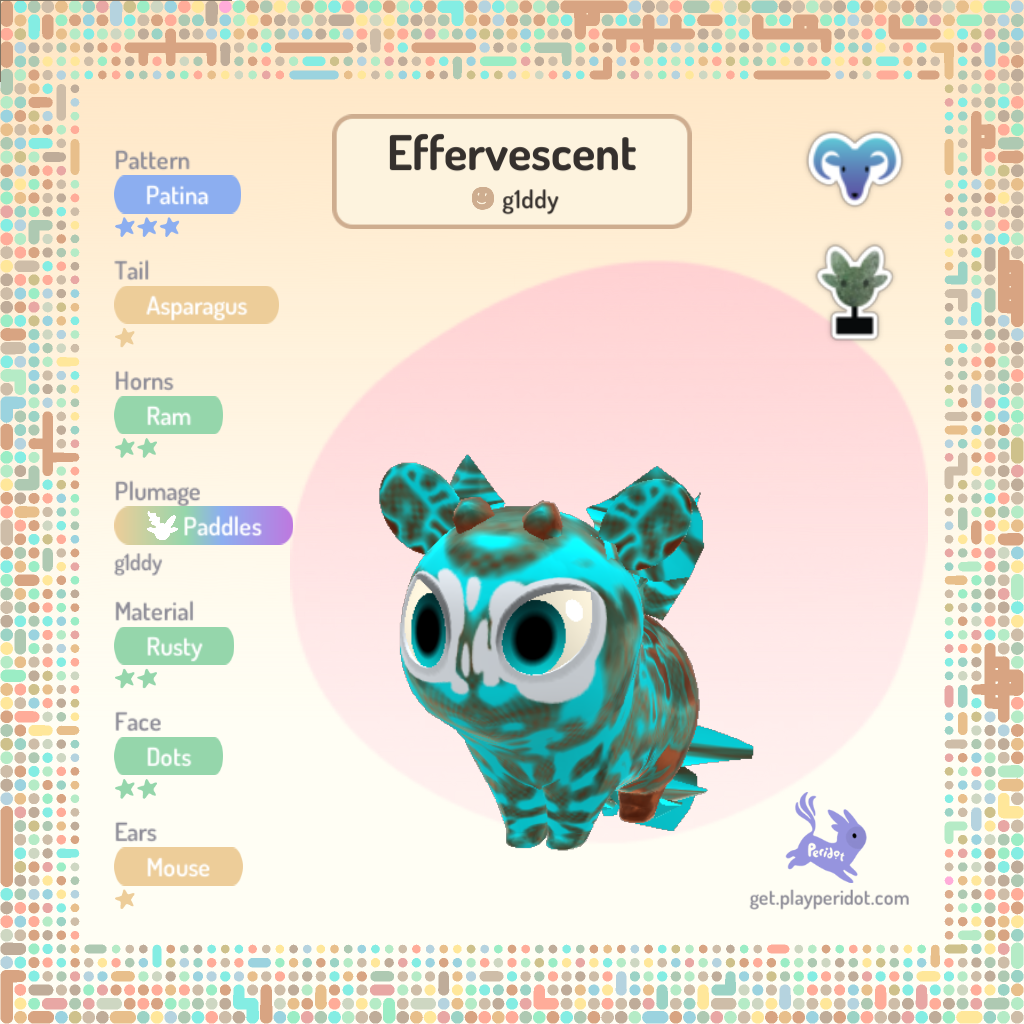 Effervescent
g1ddy
Pattern
Patina
Tail
Asparagus
Horns
Ram
Plumage
Paddles
g1ddy
Material
Rusty
Face
Dots
Ears
Mouse
Peridot
get.playperidot.com